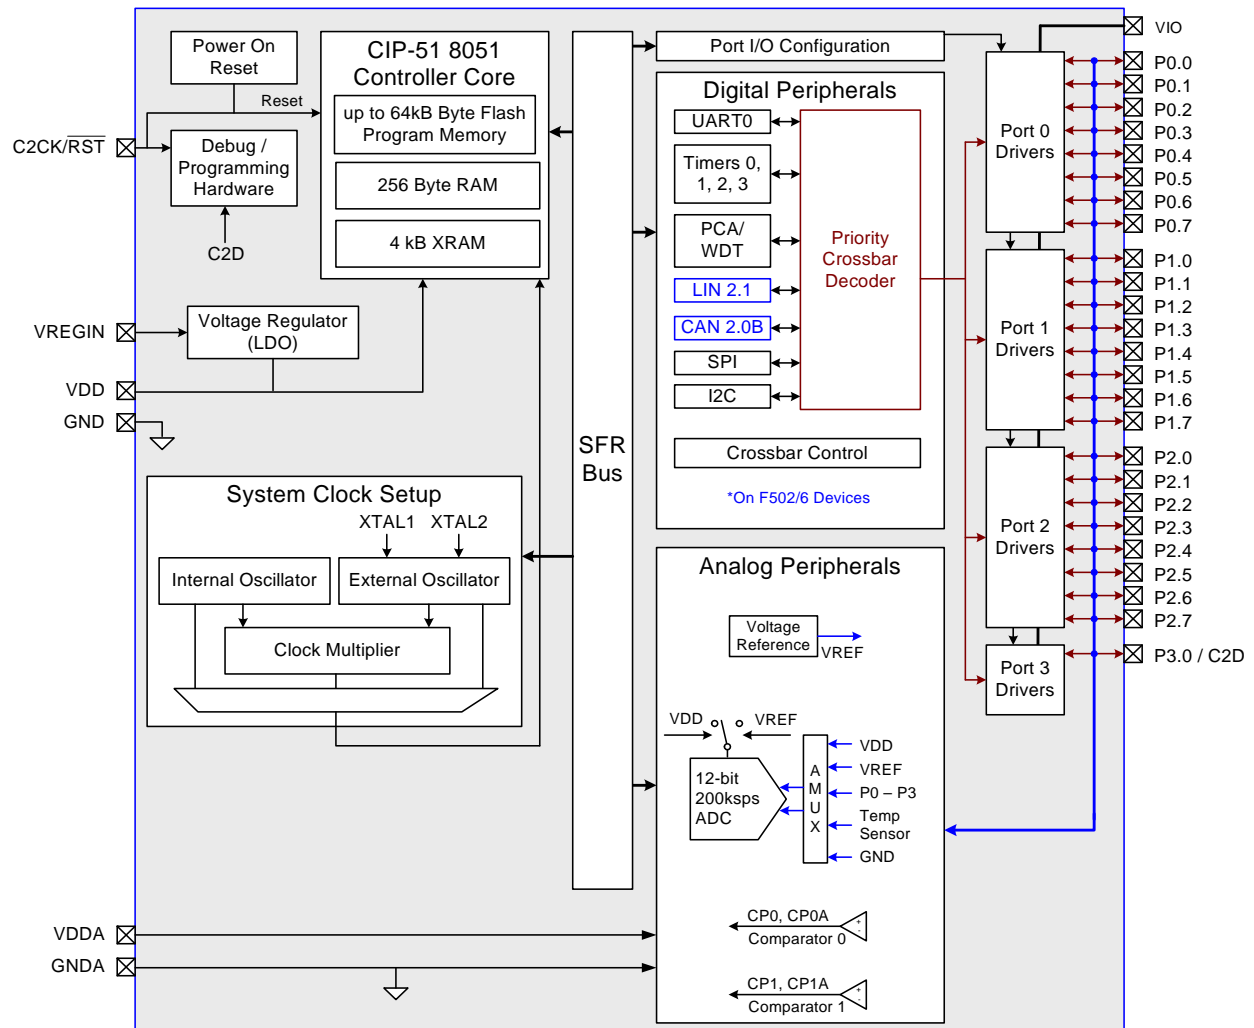 Power On
Reset
Reset
C2CK/RST
Debug /
Programming
Hardware
C2D
CIP-51 8051
Controller Core
up to 64kB Byte Flash
Program Memory
256 Byte RAM
4 kB XRAM
VREGIN
Voltage Regulator
(LDO)
VDD
GND
System Clock Setup
XTAL1
XTAL2
Internal Oscillator
External Oscillator
Clock Multiplier
SFR
Bus
Port I/O Configuration
Digital Peripherals
UART0
Timers 0,
1, 2, 3
PCA/
WDT
LIN 2.1
CAN 2.0B
SPI
I2C
Priority
Crossbar
Decoder
Crossbar Control
*On F502/6 Devices
Analog Peripherals
Voltage
Reference
VREF
VDD
VREF
12-bit
200ksps
ADC
A
M
U
X
VDD
VREF
P0 – P3
Temp
Sensor
GND
CP0, CP0A
Comparator 0
+
-
CP1, CP1A
Comparator 1
+
-
VDDA
GNDA
Port 0
Drivers
Port 1
Drivers
Port 2
Drivers
Port 3
Drivers
VIO
P0.0
P0.1
P0.2
P0.3
P0.4
P0.5
P0.6
P0.7
P1.0
P1.1
P1.2
P1.3
P1.4
P1.5
P1.6
P1.7
P2.0
P2.1
P2.2
P2.3
P2.4
P2.5
P2.6
P2.7
P3.0 / C2D